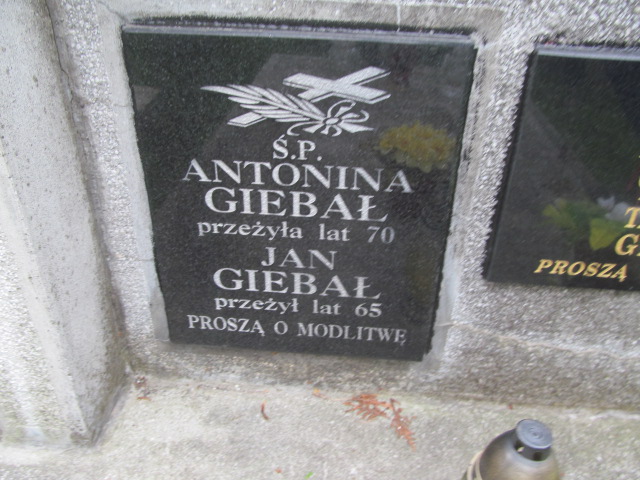 Ś.P.
ANTONINA
GIEBAŁ
przeżyła lat 70
JAN
GIEBAŁ
przeżył lat 65
PROSZĄ O MODLITWĘ
PROSZĄ